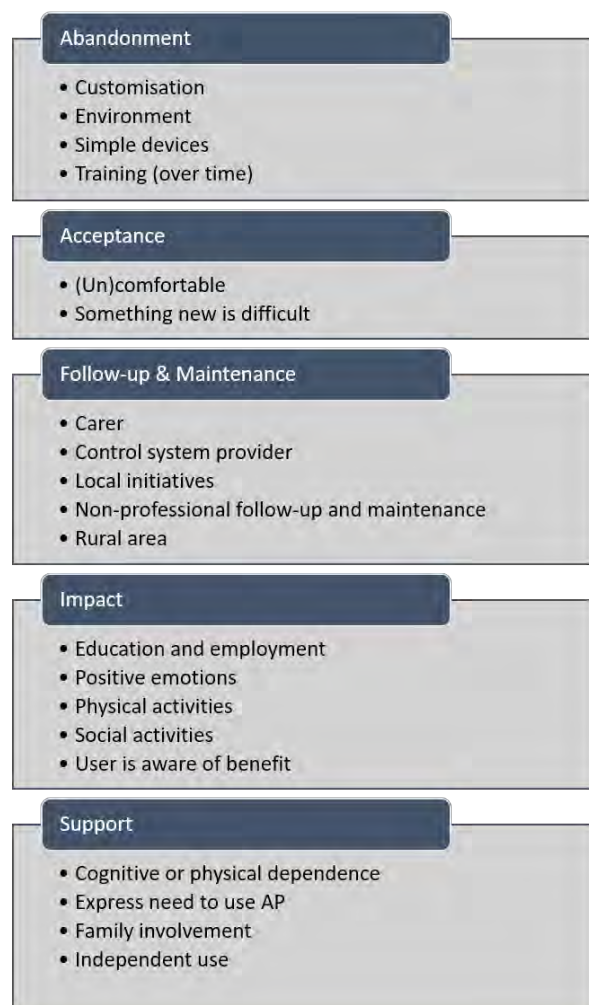 Abandonment
• Customisation
• Environment
• Simple devices
• Training (over time)
Acceptance
• (Un)comfortable
• Something new is difficult
Follow-up & Maintenance
• Carer
• Control system provider
• Local initiatives
• Non-professional follow-up and maintenance
• Rural area
Impact
• Education and employment
• Positive emotions
• Physical activities
• Social activities
• User is aware of benefit
Support
• Cognitive or physical dependence
• Express need to use AP
• Family involvement
• Independent use